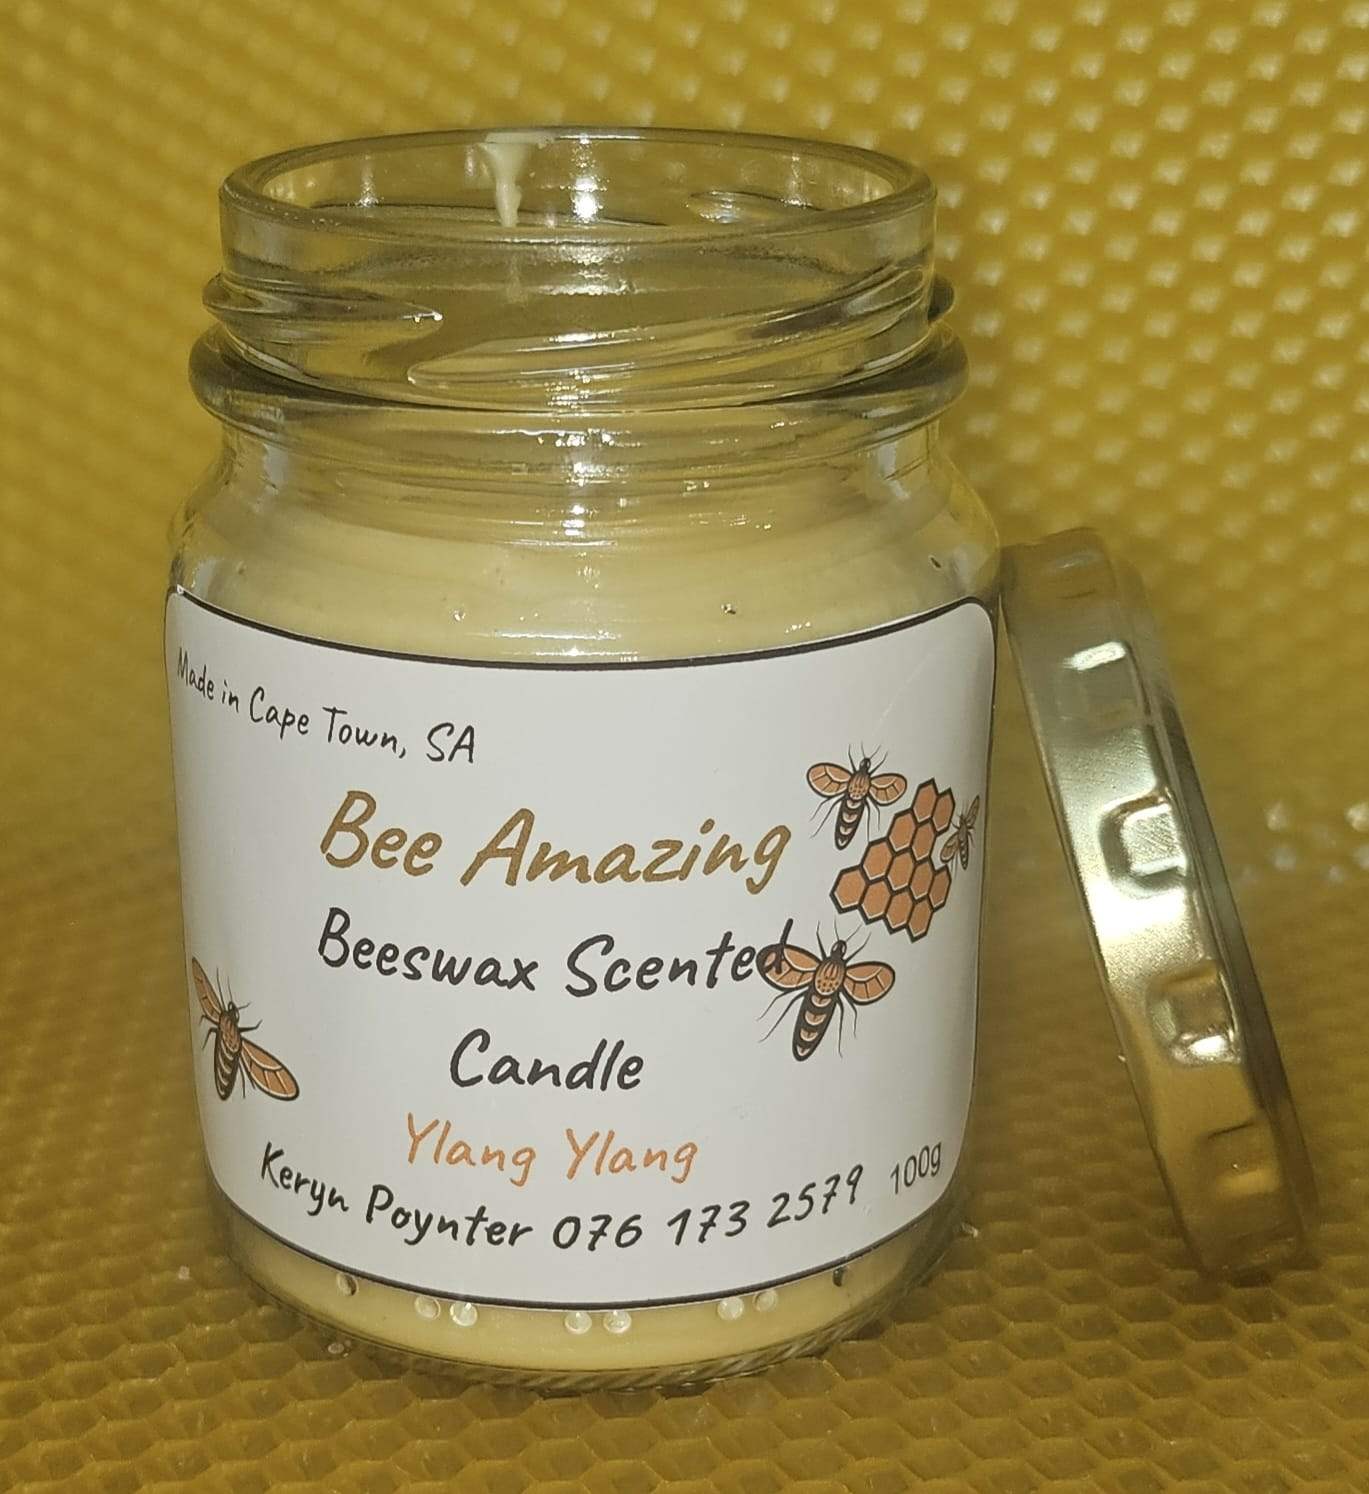 Made in Cape Town, SA
Bee Amazing
Beeswax Scented
Candle
Ylang Ylang
Keryn Poynter 076 173 2579 100g